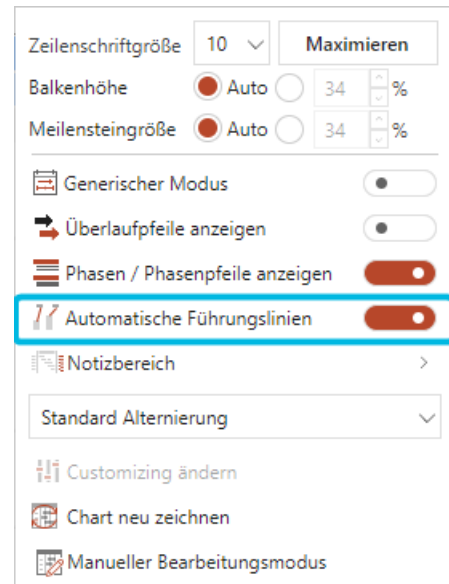 Zeilenschriftgröße 10 Maximieren
Balkenhöhe Auto 34 %
Meilensteingröße Auto 34 %
Generischer Modus
Überlaufpfeile anzeigen
Phasen / Phasenpfeile anzeigen
Automatische Führungslinien
Notizbereich
Standard Alternierung
Customizing ändern
Chart neu zeichnen
Manueller Bearbeitungsmodus